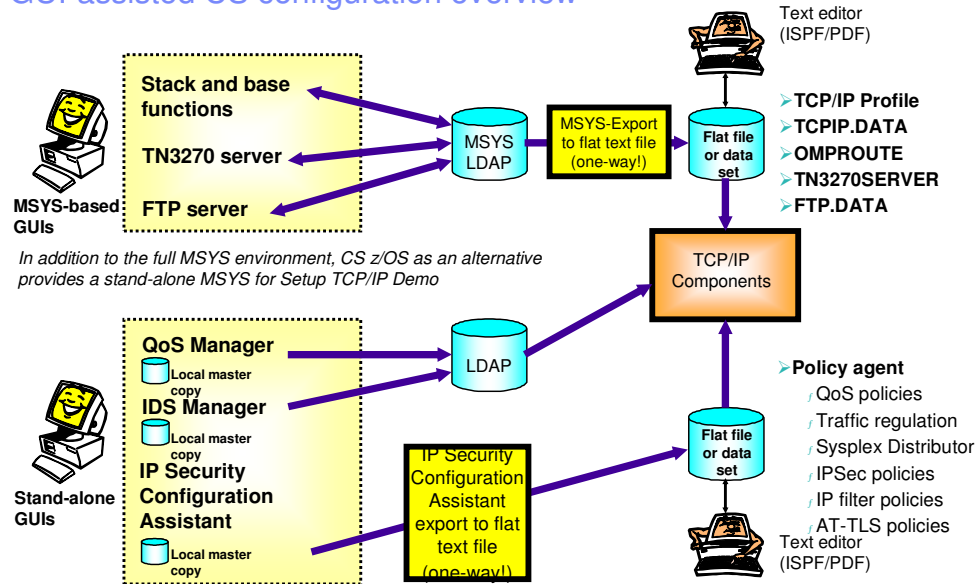 GUI-assisted CS configuration overview
Stack and base
functions
TN3270 server
FTP server
MSYS-based
GUIs
MSYS
LDAP
MSYS-Export
to flat text file
(one-way!)
Flat file
or data
set
Text editor
(ISPF/PDF)
➢TCP/IP Profile
➢TCPIP.DATA
➢OMPROUTE
➢TN3270SERVER
➢FTP.DATA
In addition to the full MSYS environment, CS z/OS as an alternative
provides a stand-alone MSYS for Setup TCP/IP Demo
TCP/IP
Components
QoS Manager
Local master
copy
IDS Manager
Local master
copy
IP Security
Configuration
Assistant
Local master
copy
Stand-alone
GUIs
LDAP
IP Security
Configuration
Assistant
export to flat
text file
(one-way!)
Flat file
or data
set
➢Policy agent
ƒQoS policies
ƒTraffic regulation
ƒSysplex Distributor
ƒIPSec policies
ƒIP filter policies
ƒAT-TLS policies
Text editor
(ISPF/PDF)